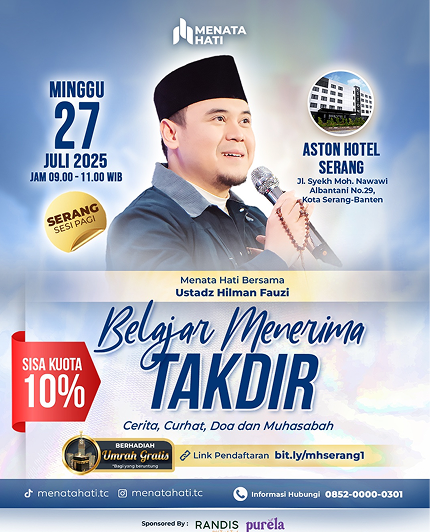 MENATA
HATI
MINGGU
27
JULI 2025
JAM 09.00 - 11.00 WIB
SERANG
SESI PAGI
ASTON HOTEL
SERANG
Jl. Syekh Moh. Nawawi
Albantani No.29,
Kota Serang-Banten
Menata Hati Bersama
Ustadz Hilman Fauzi
Belajar Menerima
TAKDIR
SISA KUOTA
10%
Cerita, Curhat, Doa dan Muhasabah
BERHADIAH
Umrah Gratis
*Bagi yang beruntung
Link Pendaftaran bit.ly/mhserang1
menatahati.tc menatahati.tc Informasi Hubungi 0852-0000-0301
Sponsored By : RANDIS purela